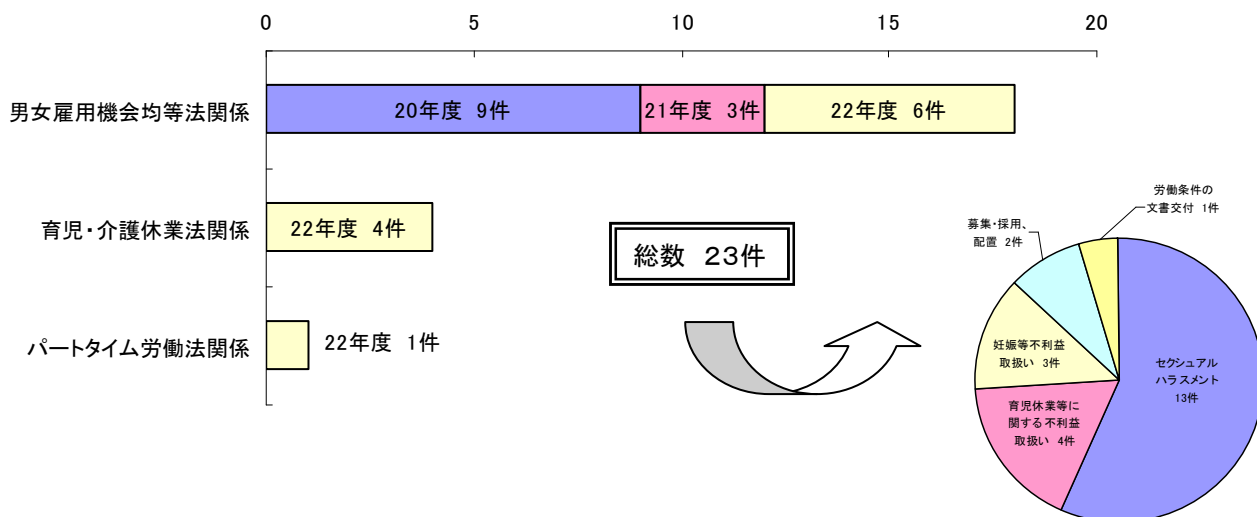 0 5 10 15 20
男女雇用機会均等法関係
20年度 9件 21年度 3件 22年度 6件
育児・介護休業法関係
22年度 4件
パートタイム労働法関係
22年度 1件
総数 23件
労働条件の
文書交付 1件
募集・採用、
配置 2件
妊娠等不利益
取扱い 3件
育児休業等に
関する不利益
取扱い 4件
セクシュアル
ハラスメント
13件